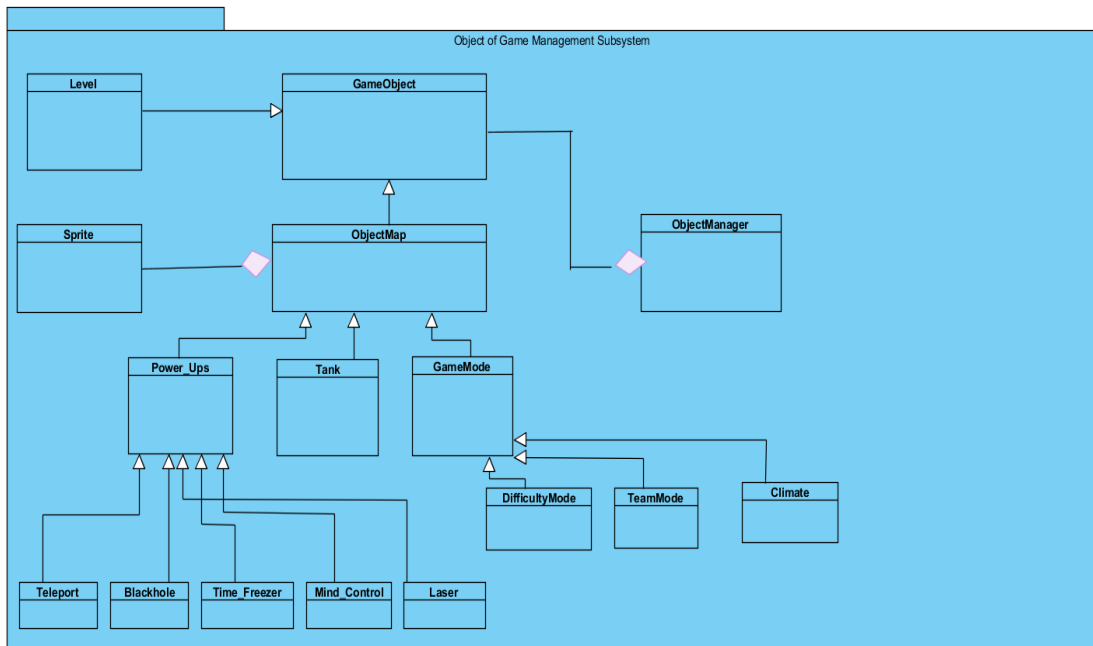 Object of Game Management Subsystem
Level
GameObject
Sprite
ObjectMap
ObjectManager
Power_Ups
Tank
GameMode
DifficultyMode
TeamMode
Climate
Teleport
Blackhole
Time_Freezer
Mind_Control
Laser